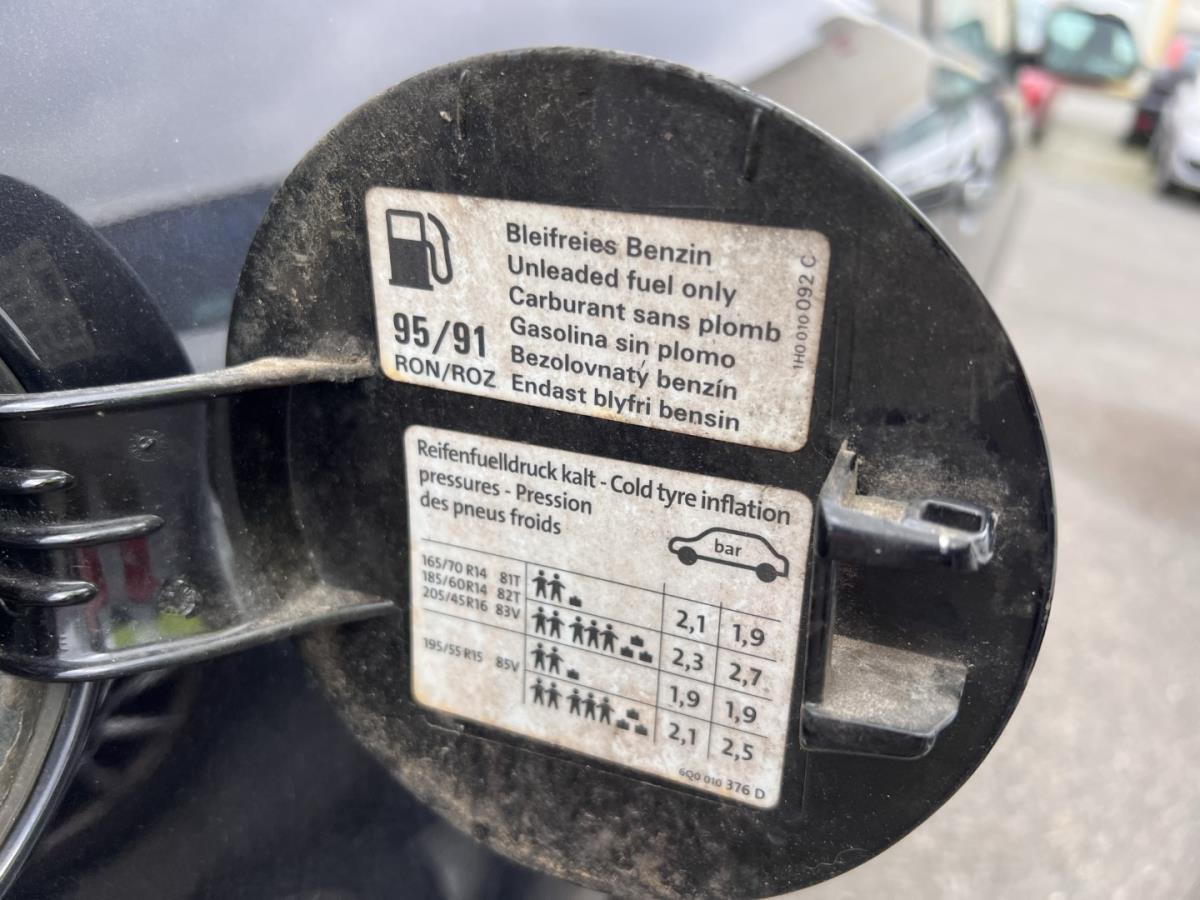 Bleifreies Benzin
Unleaded fuel only
Carburant sans plomb
Gasolina sin plomo
Bezolovnatý benzín
Endast blyfri bensin
95/91
RON/ROZ
1H0 010 092 C
Reifenfuelldruck kalt - Cold tyre inflation
pressures - Pression
des pneus froids
bar
165/70 R14 81T
185/60R14 82T
205/45R16 83V
2,1 1,9
2,3 2,7
195/55 R15 85V
1,9 1,9
2,1 2,5
6Q0 010 376 D